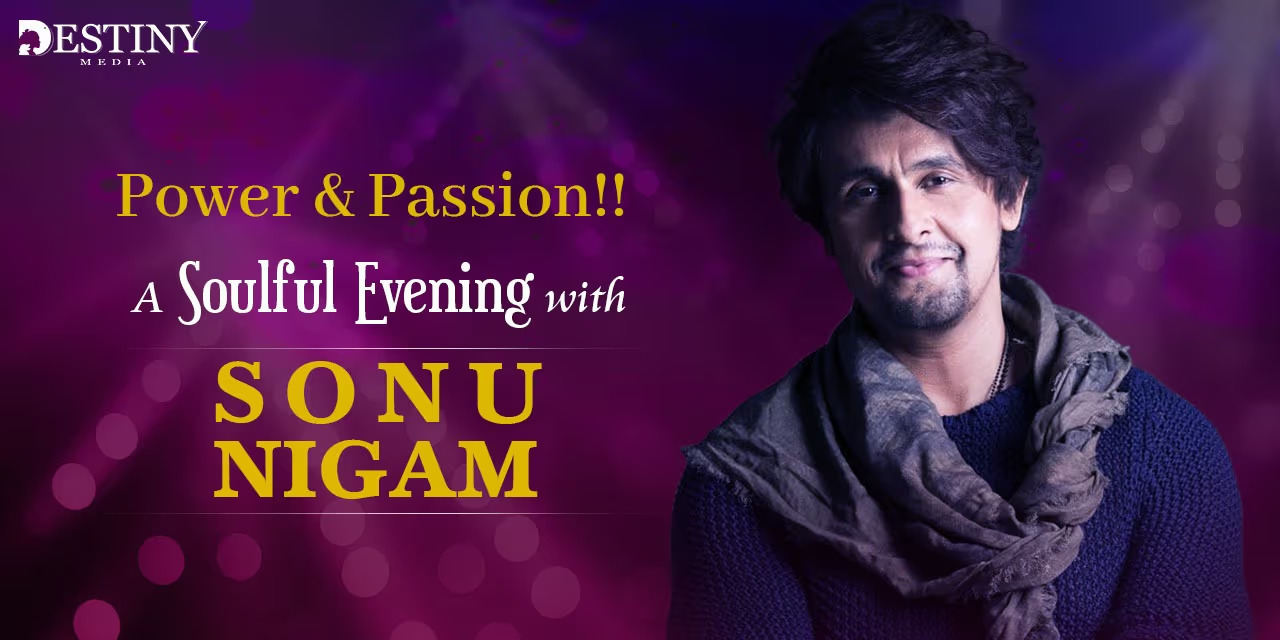 DESTINY
MEDIA
Power & Passion!!
A Soulful Evening with
SONU
NIGAM